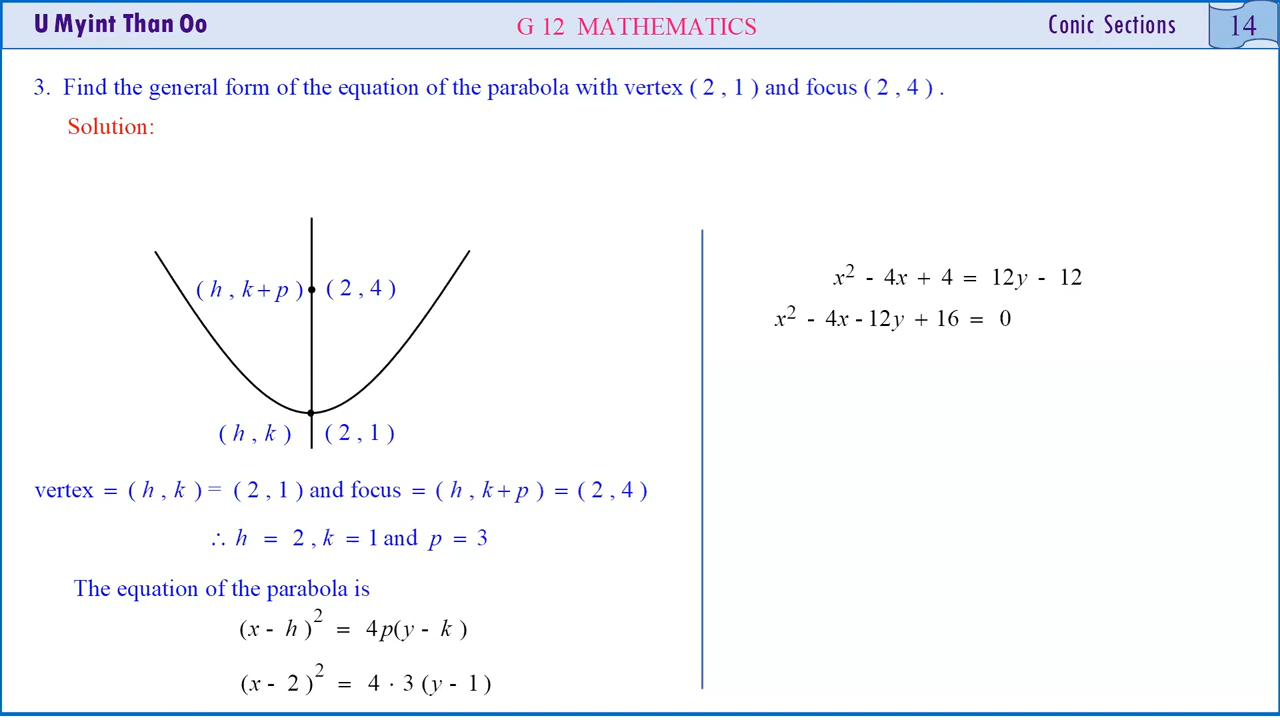 U Myint Than Oo G 12 MATHEMATICS Conic Sections 14
3. Find the general form of the equation of the parabola with vertex ( 2 , 1 ) and focus ( 2 , 4 ) .
Solution:
( h , k + p ) ( 2 , 4 )
( h , k ) ( 2 , 1 )
vertex = ( h , k ) = ( 2 , 1 ) and focus = ( h , k + p ) = ( 2 , 4 )
∴ h = 2 , k = 1 and p = 3
The equation of the parabola is
(x - h )² = 4p(y - k )
(x - 2 )² = 4 · 3 (y - 1 )
x² - 4x + 4 = 12y - 12
x² - 4x - 12y + 16 = 0